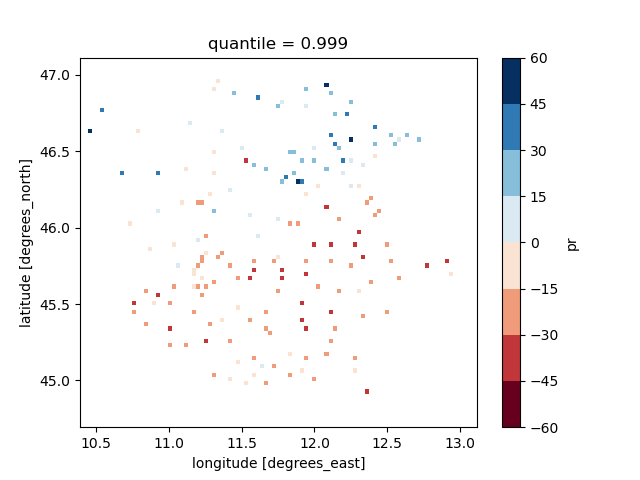 quantile = 0.999
47.0
46.5
46.0
45.5
45.0
latitude [degrees_north]
10.5 11.0 11.5 12.0 12.5 13.0
longitude [degrees_east]
60
45
30
15
0
−15
−30
−45
−60
pr